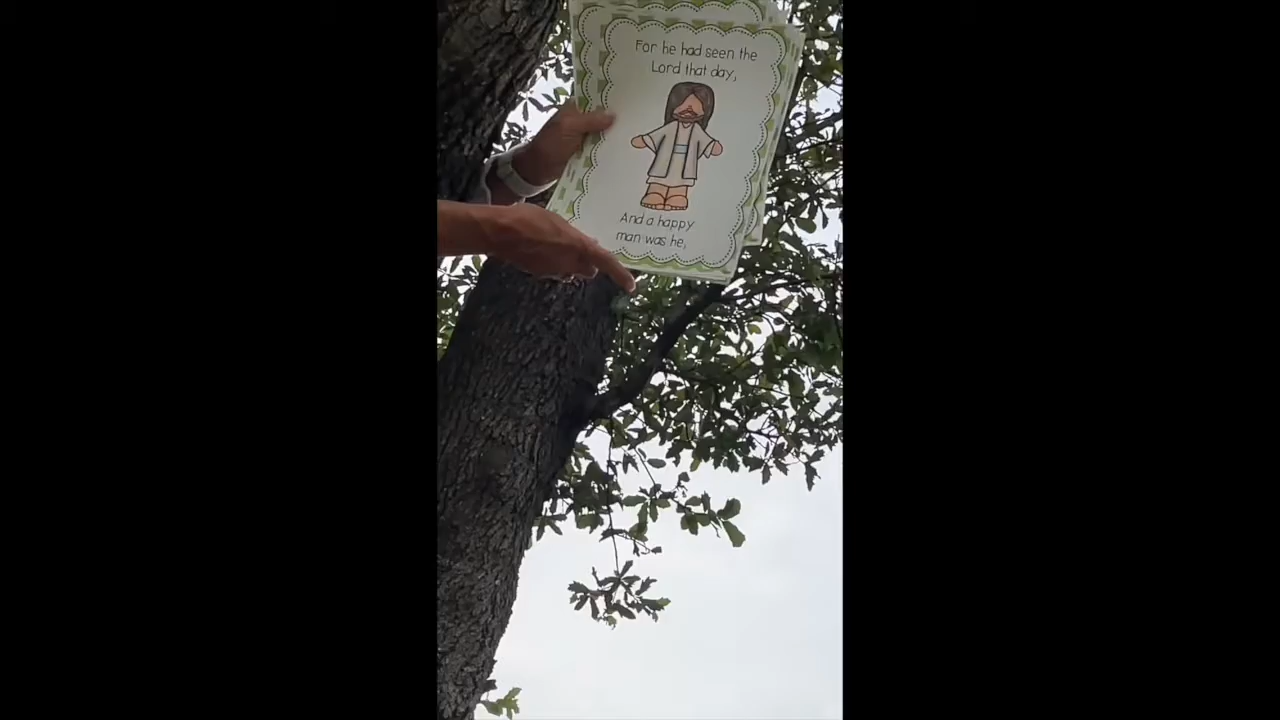 For he had seen the
Lord that day,
And a happy
man was he,